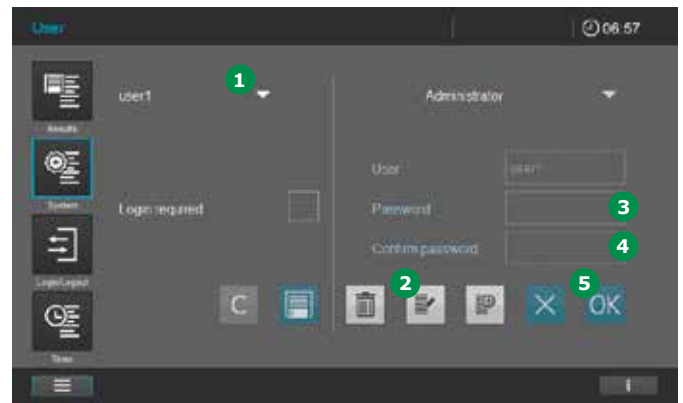 User
06:57
1
user1
Administrator
Results
User
user1
System
Login required
Password
3
Confirm password
4
Login/Logout
2
5
C
OK
Time
i